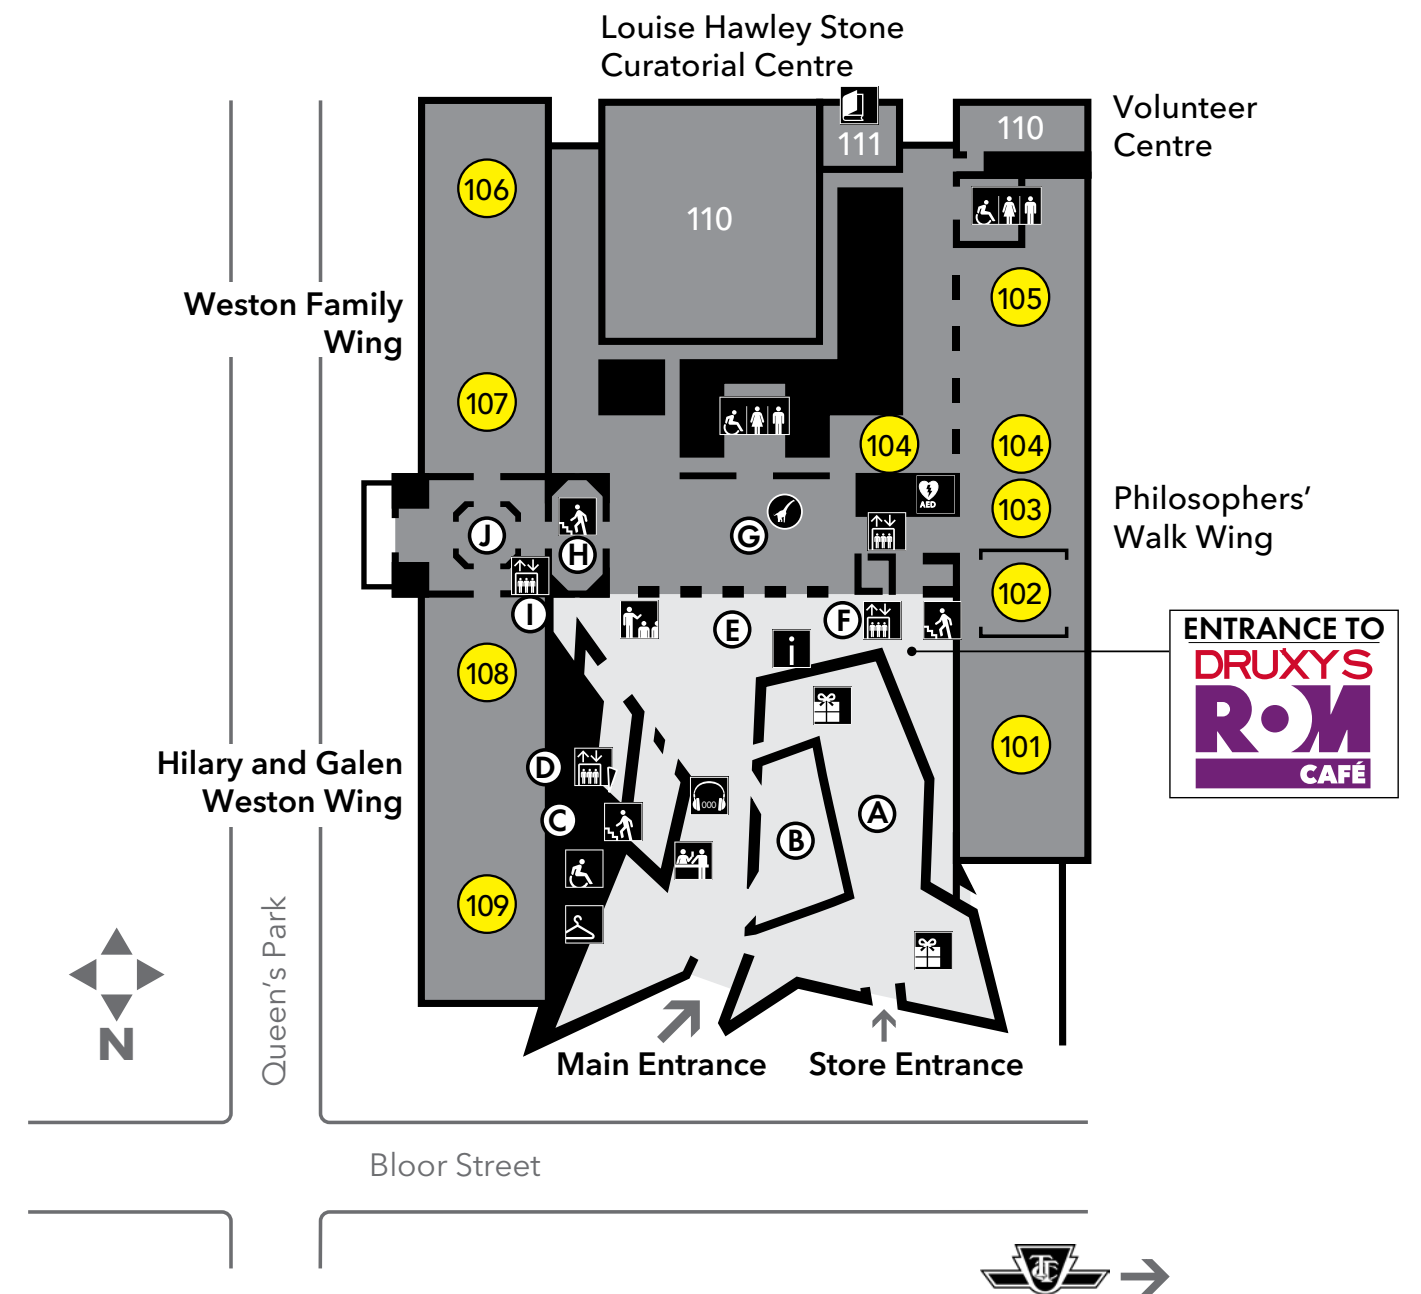 Louise Hawley Stone
Curatorial Centre
Volunteer
Centre
110
111
106
110
105
Weston Family
Wing
107
104
104
AED
103
Philosophers’
Walk Wing
G
J
H
102
I
E
F
i
ENTRANCE TO
DRUXYS
ROM
CAFÉ
108
101
Hilary and Galen
Weston Wing
D
000
C
A
B
109
Queen’s Park
N
Main Entrance
Store Entrance
Bloor Street
TTC